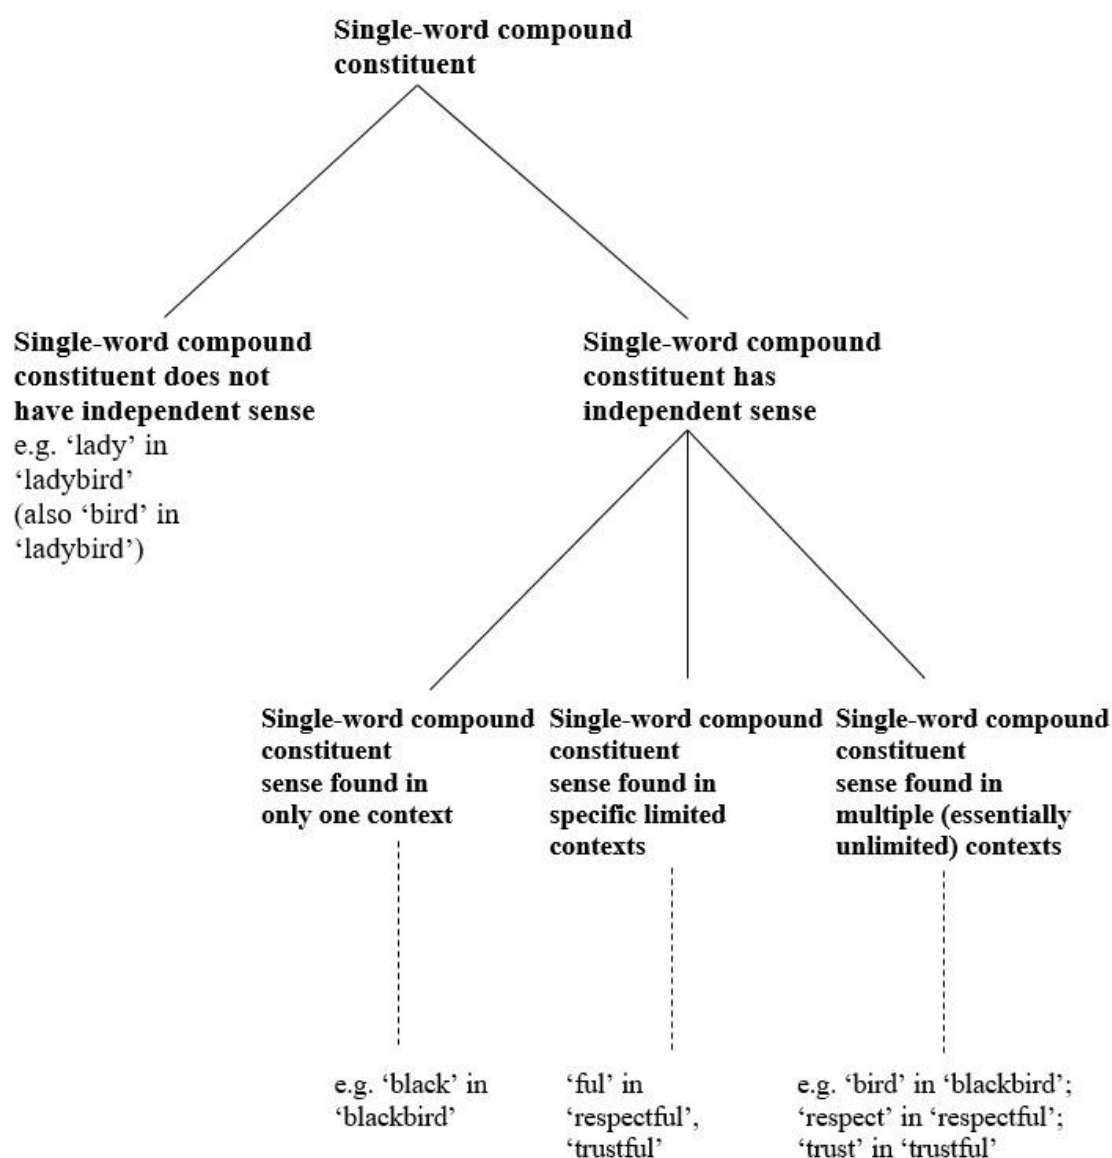 Single-word compound
constituent
Single-word compound
constituent does not
have independent sense
e.g. ‘lady’ in
‘ladybird’
(also ‘bird’ in
‘ladybird’)
Single-word compound
constituent has
independent sense
Single-word compound
constituent
sense found in
only one context
Single-word compound
constituent
sense found in
specific limited
contexts
Single-word compound
constituent
sense found in
multiple (essentially
unlimited) contexts
e.g. ‘black’ in
‘blackbird’
‘ful’ in
‘respectful’,
‘trustful’
e.g. ‘bird’ in ‘blackbird’;
‘respect’ in ‘respectful’;
‘trust’ in ‘trustful’